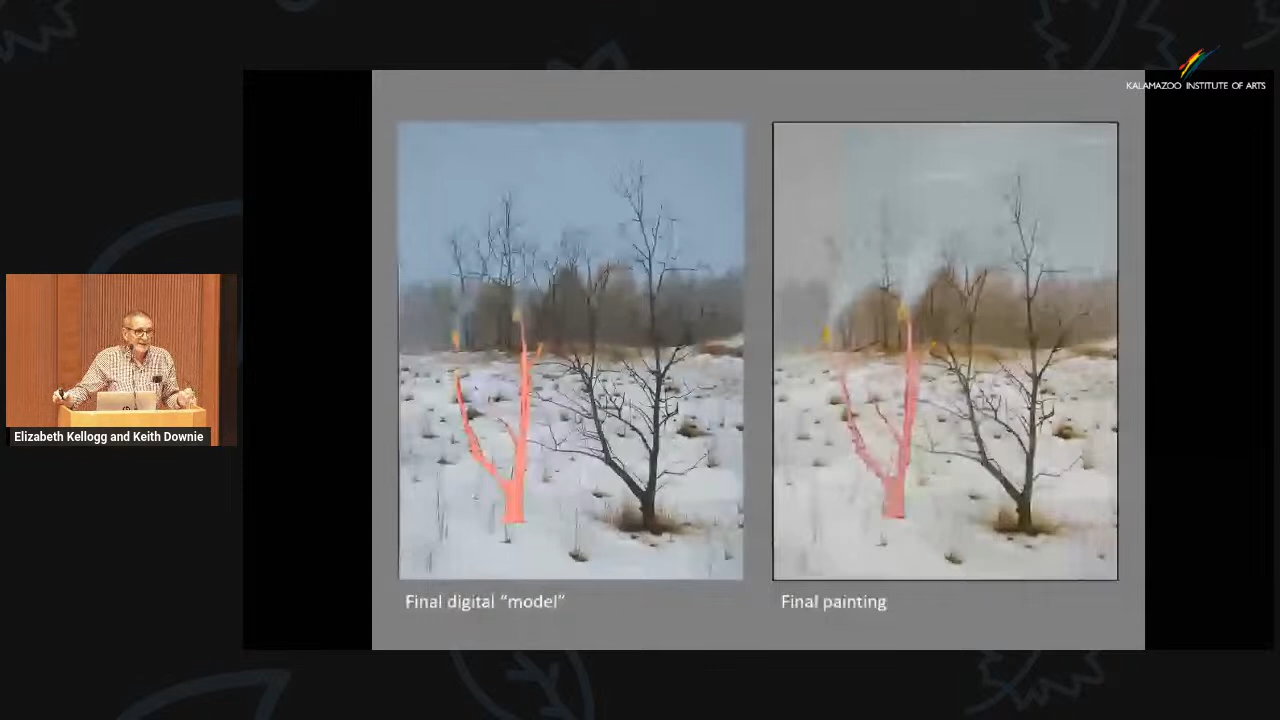 KALAMAZOO INSTITUTE OF ARTS
Elizabeth Kellogg and Keith Downie
Final digital “model”
Final painting